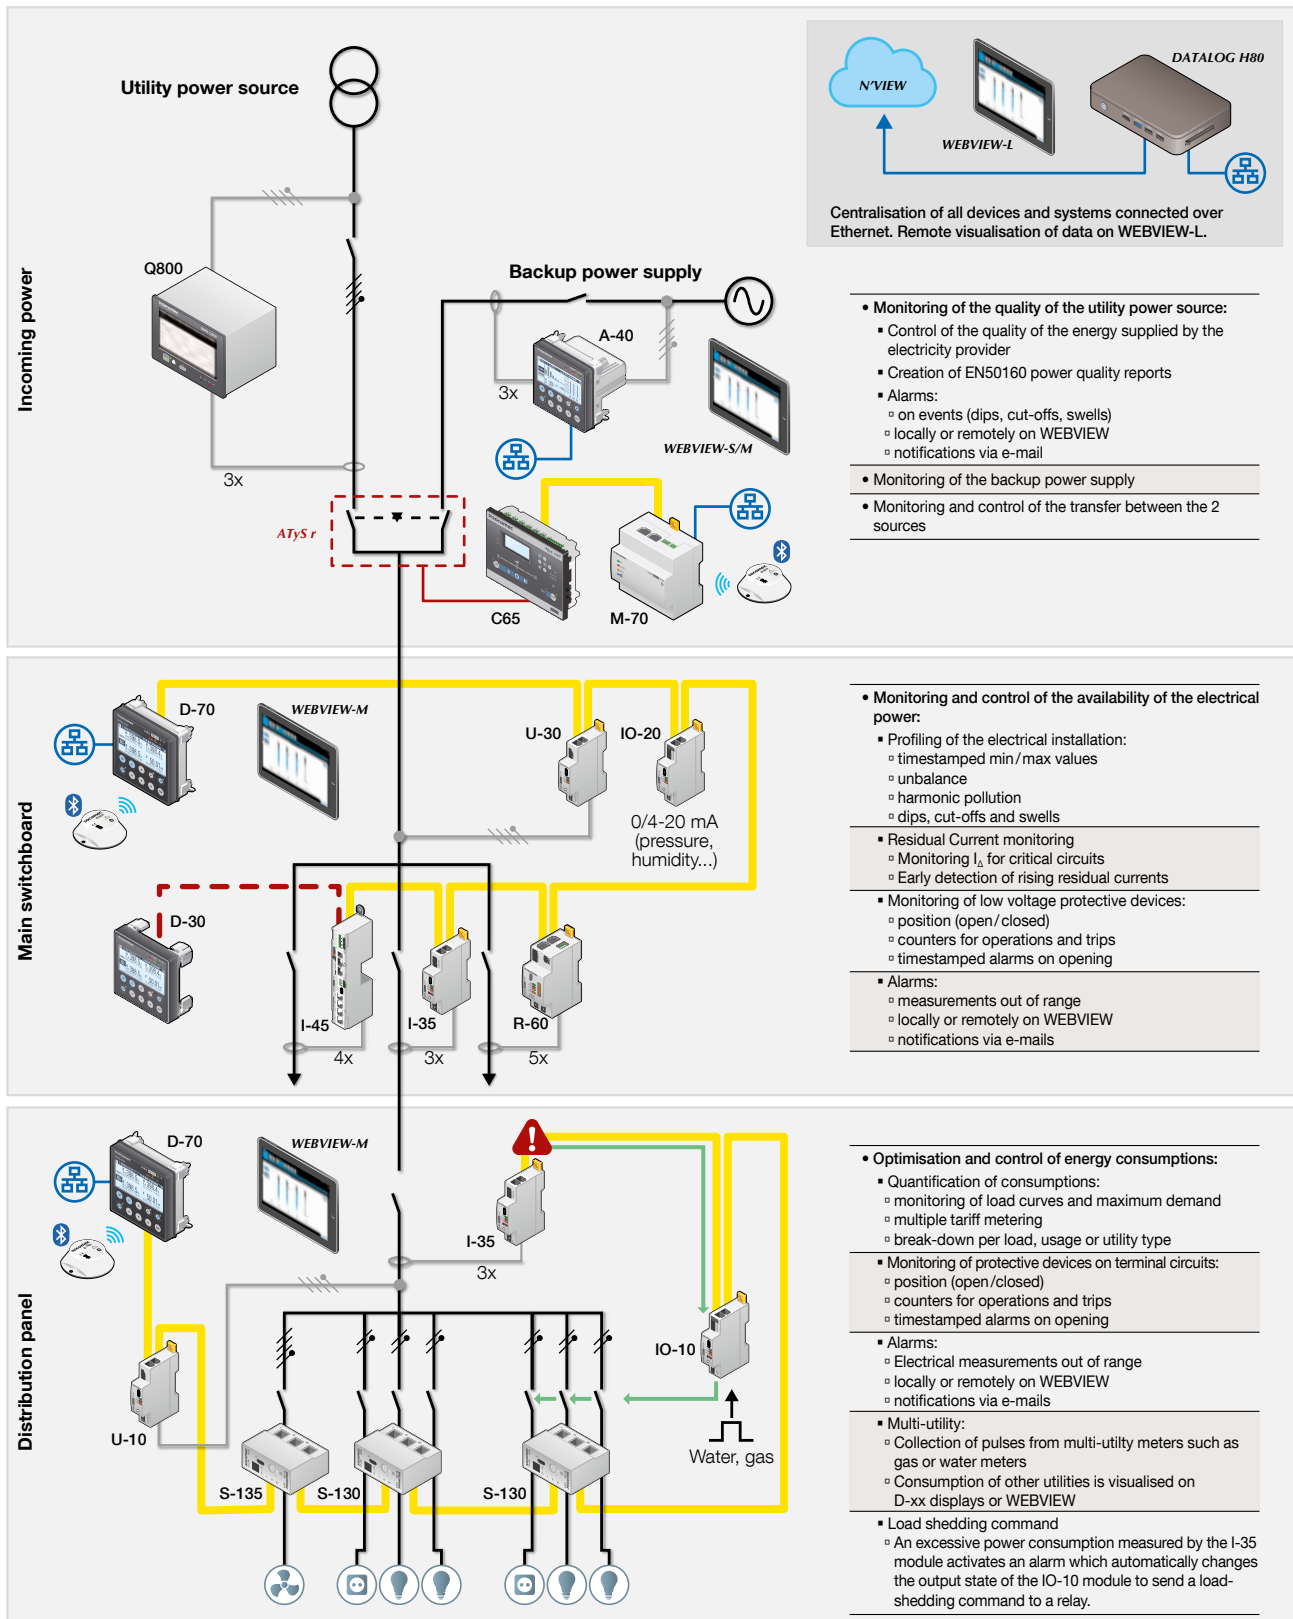 Incoming power
Utility power source
N'VIEW
WEBVIEW-L
DATALOG H80
Centralisation of all devices and systems connected over
Ethernet. Remote visualisation of data on WEBVIEW-L.
Q800
3x
Backup power supply
A-40
3x
WEBVIEW-S/M
ATyS r
C65
M-70
• Monitoring of the quality of the utility power source:
▪ Control of the quality of the energy supplied by the
electricity provider
▪ Creation of EN50160 power quality reports
▪ Alarms:
▫ on events (dips, cut-offs, swells)
▫ locally or remotely on WEBVIEW
▫ notifications via e-mail
• Monitoring of the backup power supply
• Monitoring and control of the transfer between the 2
sources
Main switchboard
D-70
WEBVIEW-M
U-30
IO-20
0/4-20 mA
(pressure,
humidity...)
D-30
I-45
I-35
R-60
4x
3x
5x
• Monitoring and control of the availability of the electrical
power:
▪ Profiling of the electrical installation:
▫ timestamped min/max values
▫ unbalance
▫ harmonic pollution
▫ dips, cut-offs and swells
▪ Residual Current monitoring
▫ Monitoring IΔ for critical circuits
▫ Early detection of rising residual currents
▪ Monitoring of low voltage protective devices:
▫ position (open/closed)
▫ counters for operations and trips
▫ timestamped alarms on opening
▪ Alarms:
▫ measurements out of range
▫ locally or remotely on WEBVIEW
▫ notifications via e-mails
Distribution panel
D-70
WEBVIEW-M
I-35
3x
IO-10
Water, gas
U-10
S-135
S-130
S-130
• Optimisation and control of energy consumptions:
▪ Quantification of consumptions:
▫ monitoring of load curves and maximum demand
▫ multiple tariff metering
▫ break-down per load, usage or utility type
▪ Monitoring of protective devices on terminal circuits:
▫ position (open/closed)
▫ counters for operations and trips
▫ timestamped alarms on opening
▪ Alarms:
▫ Electrical measurements out of range
▫ locally or remotely on WEBVIEW
▫ notifications via e-mails
▪ Multi-utility:
▫ Collection of pulses from multi-utilty meters such as
gas or water meters
▫ Consumption of other utilities is visualised on
D-xx displays or WEBVIEW
▪ Load shedding command
▫ An excessive power consumption measured by the I-35
module activates an alarm which automatically changes
the output state of the IO-10 module to send a load-
shedding command to a relay.